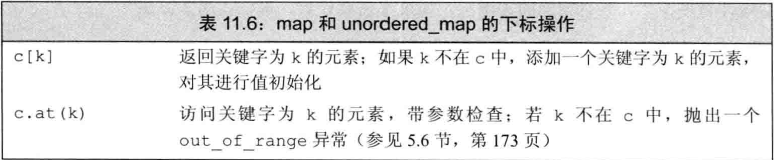 表 11.6：map 和 unordered_map 的下标操作
c[k] 返回关键字为 k 的元素；如果 k 不在 c 中，添加一个关键字为 k 的元素，
对其进行值初始化
c.at(k) 访问关键字为 k 的元素，带参数检查；若 k 不在 c 中，抛出一个
out_of_range 异常（参见 5.6 节，第 173 页）